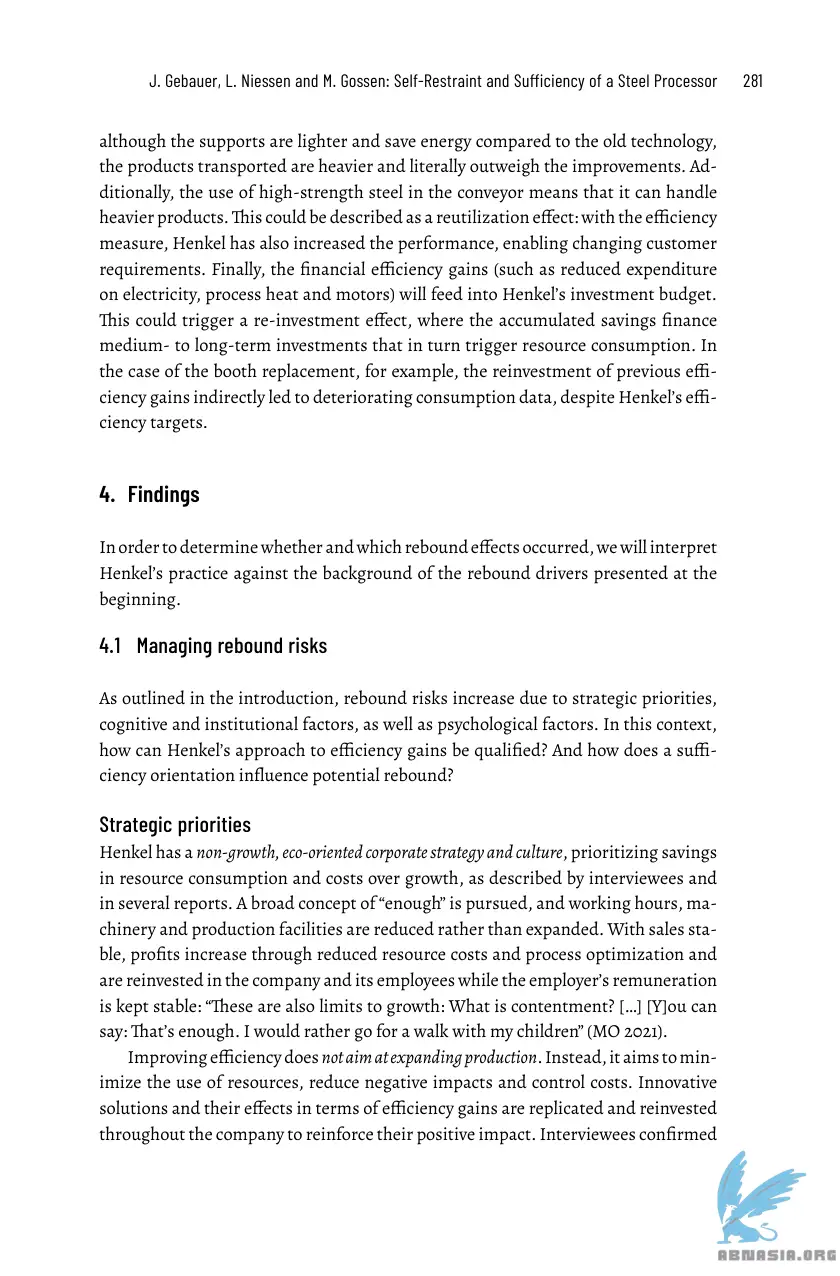 J. Gebauer, L. Niessen and M. Gossen: Self-Restraint and Sufficiency of a Steel Processor 281
although the supports are lighter and save energy compared to the old technology,
the products transported are heavier and literally outweigh the improvements. Ad-
ditionally, the use of high-strength steel in the conveyor means that it can handle
heavier products. This could be described as a reutilization effect: with the efficiency
measure, Henkel has also increased the performance, enabling changing customer
requirements. Finally, the financial efficiency gains (such as reduced expenditure
on electricity, process heat and motors) will feed into Henkel’s investment budget.
This could trigger a re-investment effect, where the accumulated savings finance
medium- to long-term investments that in turn trigger resource consumption. In
the case of the booth replacement, for example, the reinvestment of previous effi-
ciency gains indirectly led to deteriorating consumption data, despite Henkel’s effi-
ciency targets.
4. Findings
In order to determine whether and which rebound effects occurred, we will interpret
Henkel’s practice against the background of the rebound drivers presented at the
beginning.
4.1 Managing rebound risks
As outlined in the introduction, rebound risks increase due to strategic priorities,
cognitive and institutional factors, as well as psychological factors. In this context,
how can Henkel’s approach to efficiency gains be qualified? And how does a suffi-
ciency orientation influence potential rebound?
Strategic priorities
Henkel has a non-growth, eco-oriented corporate strategy and culture, prioritizing savings
in resource consumption and costs over growth, as described by interviewees and
in several reports. A broad concept of “enough” is pursued, and working hours, ma-
chinery and production facilities are reduced rather than expanded. With sales sta-
ble, profits increase through reduced resource costs and process optimization and
are reinvested in the company and its employees while the employer’s remuneration
is kept stable: “These are also limits to growth: What is contentment? […] [Y]ou can
say: That’s enough. I would rather go for a walk with my children” (MO 2021).
Improving efficiency does not aim at expanding production. Instead, it aims to min-
imize the use of resources, reduce negative impacts and control costs. Innovative
solutions and their effects in terms of efficiency gains are replicated and reinvested
throughout the company to reinforce their positive impact. Interviewees confirmed
ABNASIA.ORG